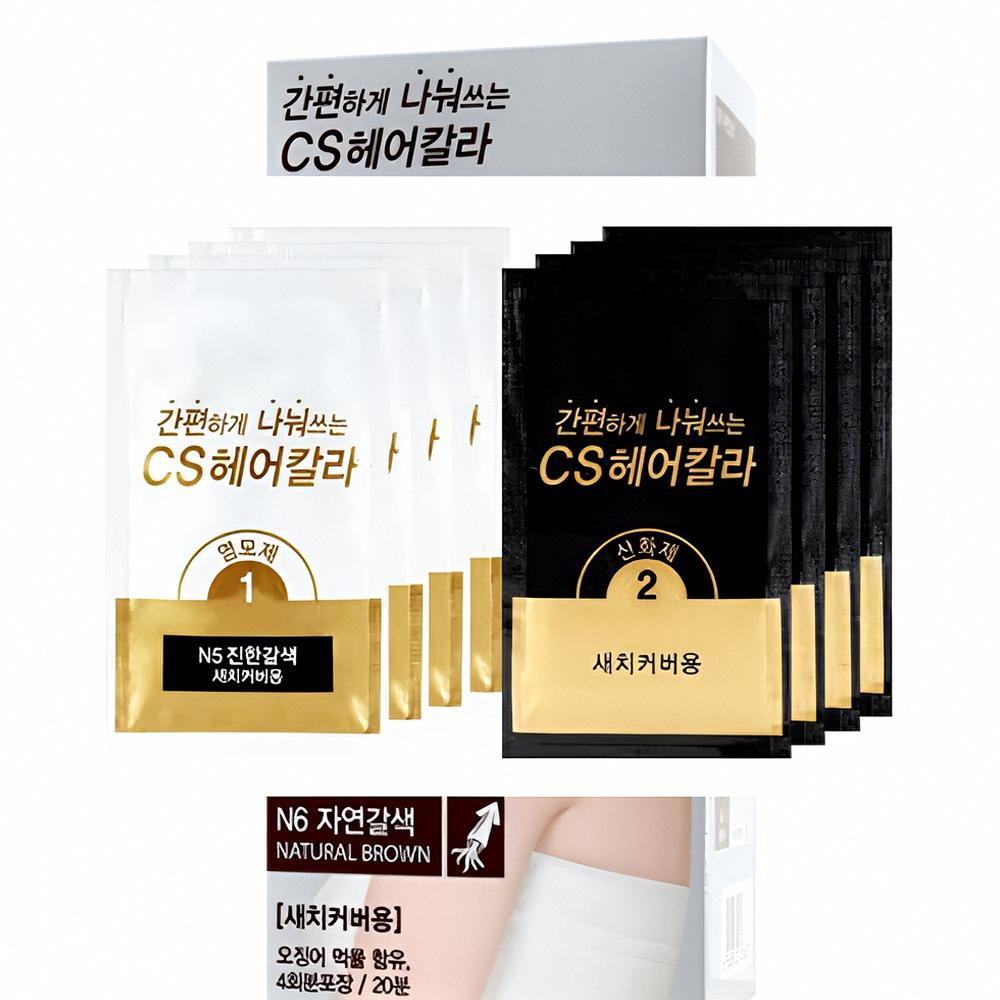 간편하게 나눠쓰는
CS헤어칼라
간편하게 나눠쓰는
CS헤어칼라
염모제
1
N5 진한갈색
새치커버용
간편하게 나눠쓰는
CS헤어칼라
산화제
2
새치커버용
N6 자연갈색
NATURAL BROWN
[새치커버용]
오징어 먹물 함유,
4회분포장 / 20분